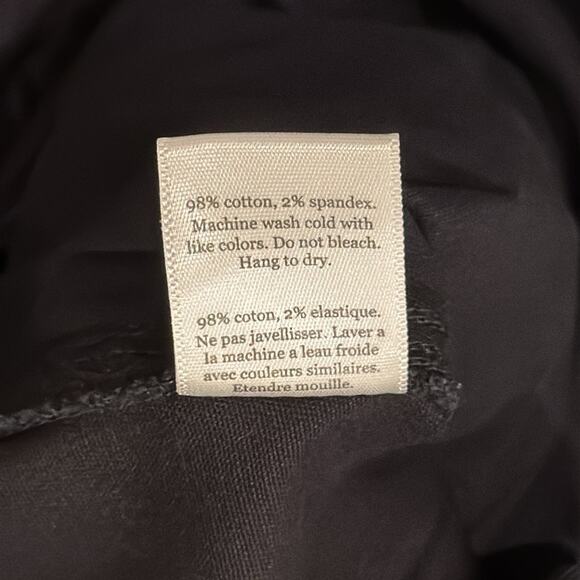 98% cotton, 2% spandex.
Machine wash cold with
like colors. Do not bleach.
Hang to dry.
98% coton, 2% elastique.
Ne pas javellisser. Laver a
la machine a leau froide
avec couleurs similaires.
Etendre mouille.